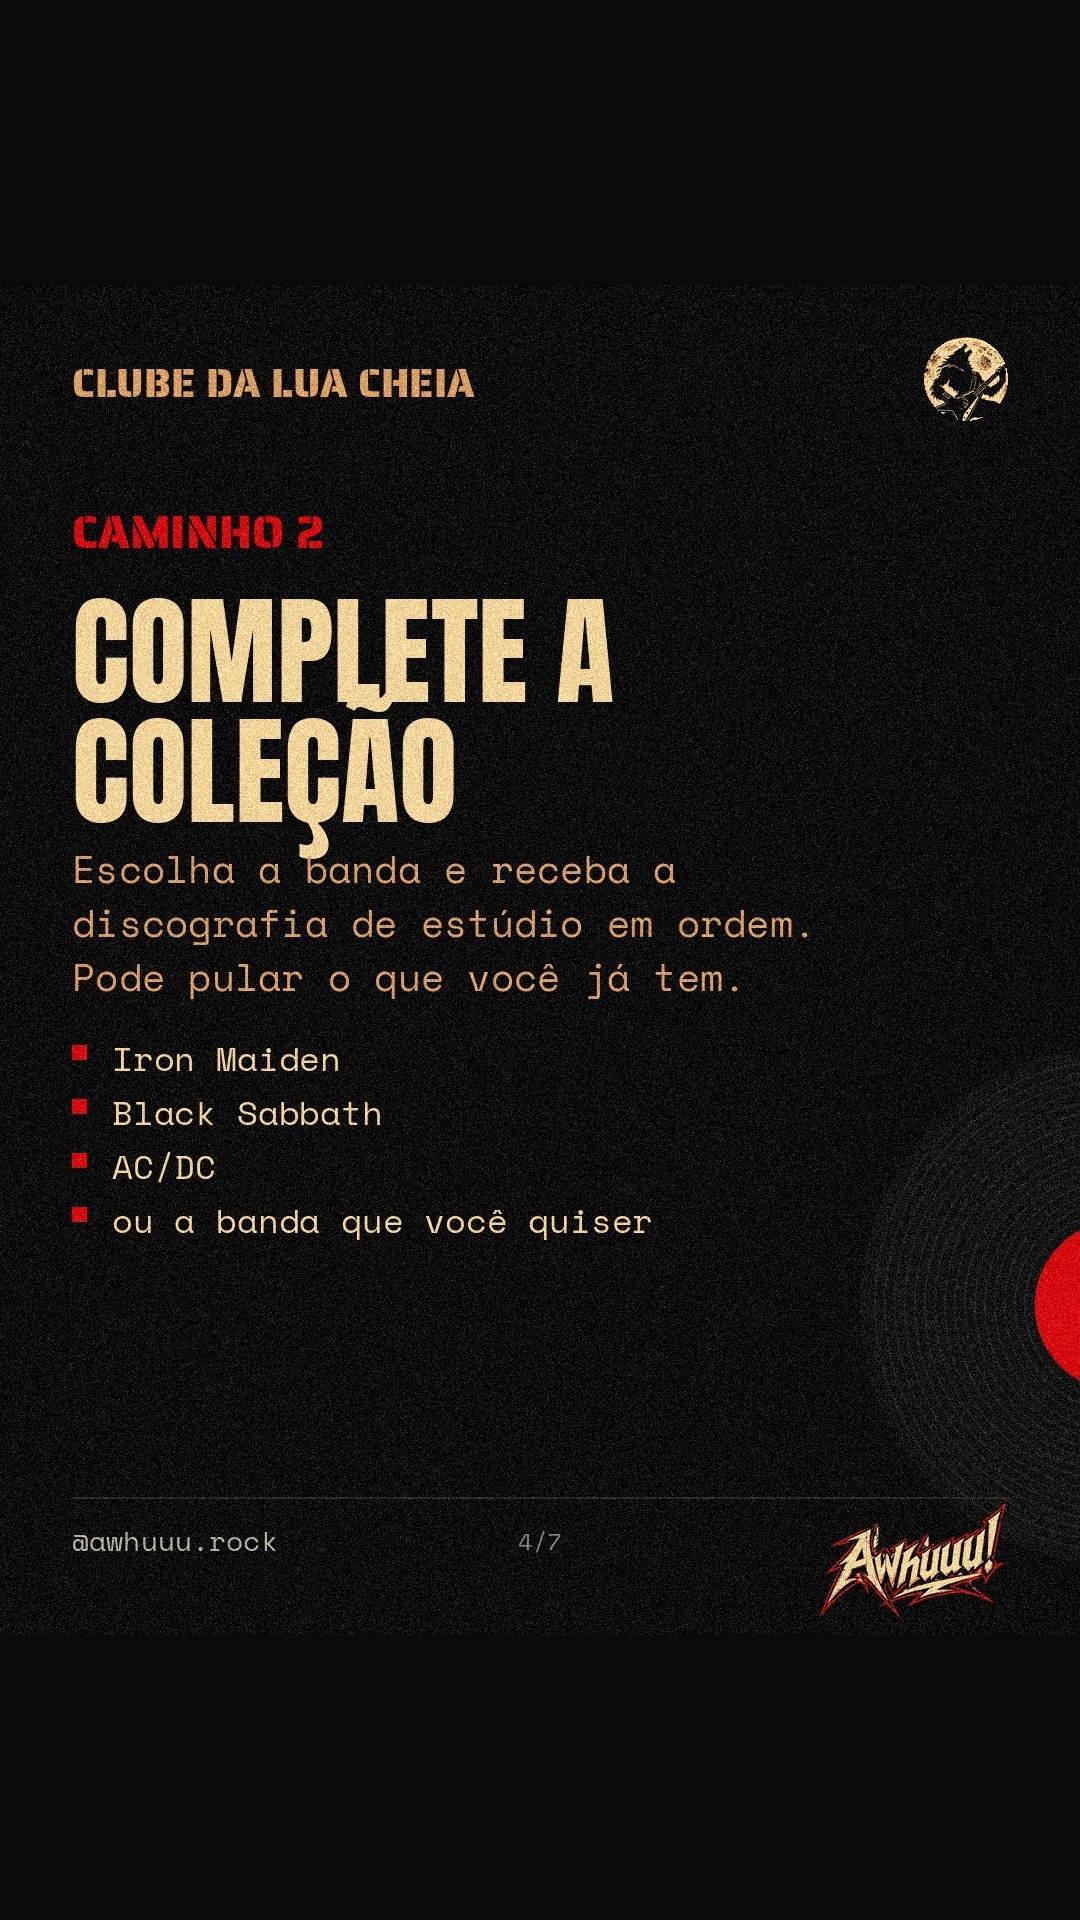 CLUBE DA LUA CHEIA
CAMINHO 2
COMPLETE A
COLEÇÃO
Escolha a banda e receba a
discografia de estúdio em ordem.
Pode pular o que você já tem.
Iron Maiden
Black Sabbath
AC/DC
ou a banda que você quiser
@awhuuu.rock
4/7
Awhuuu!